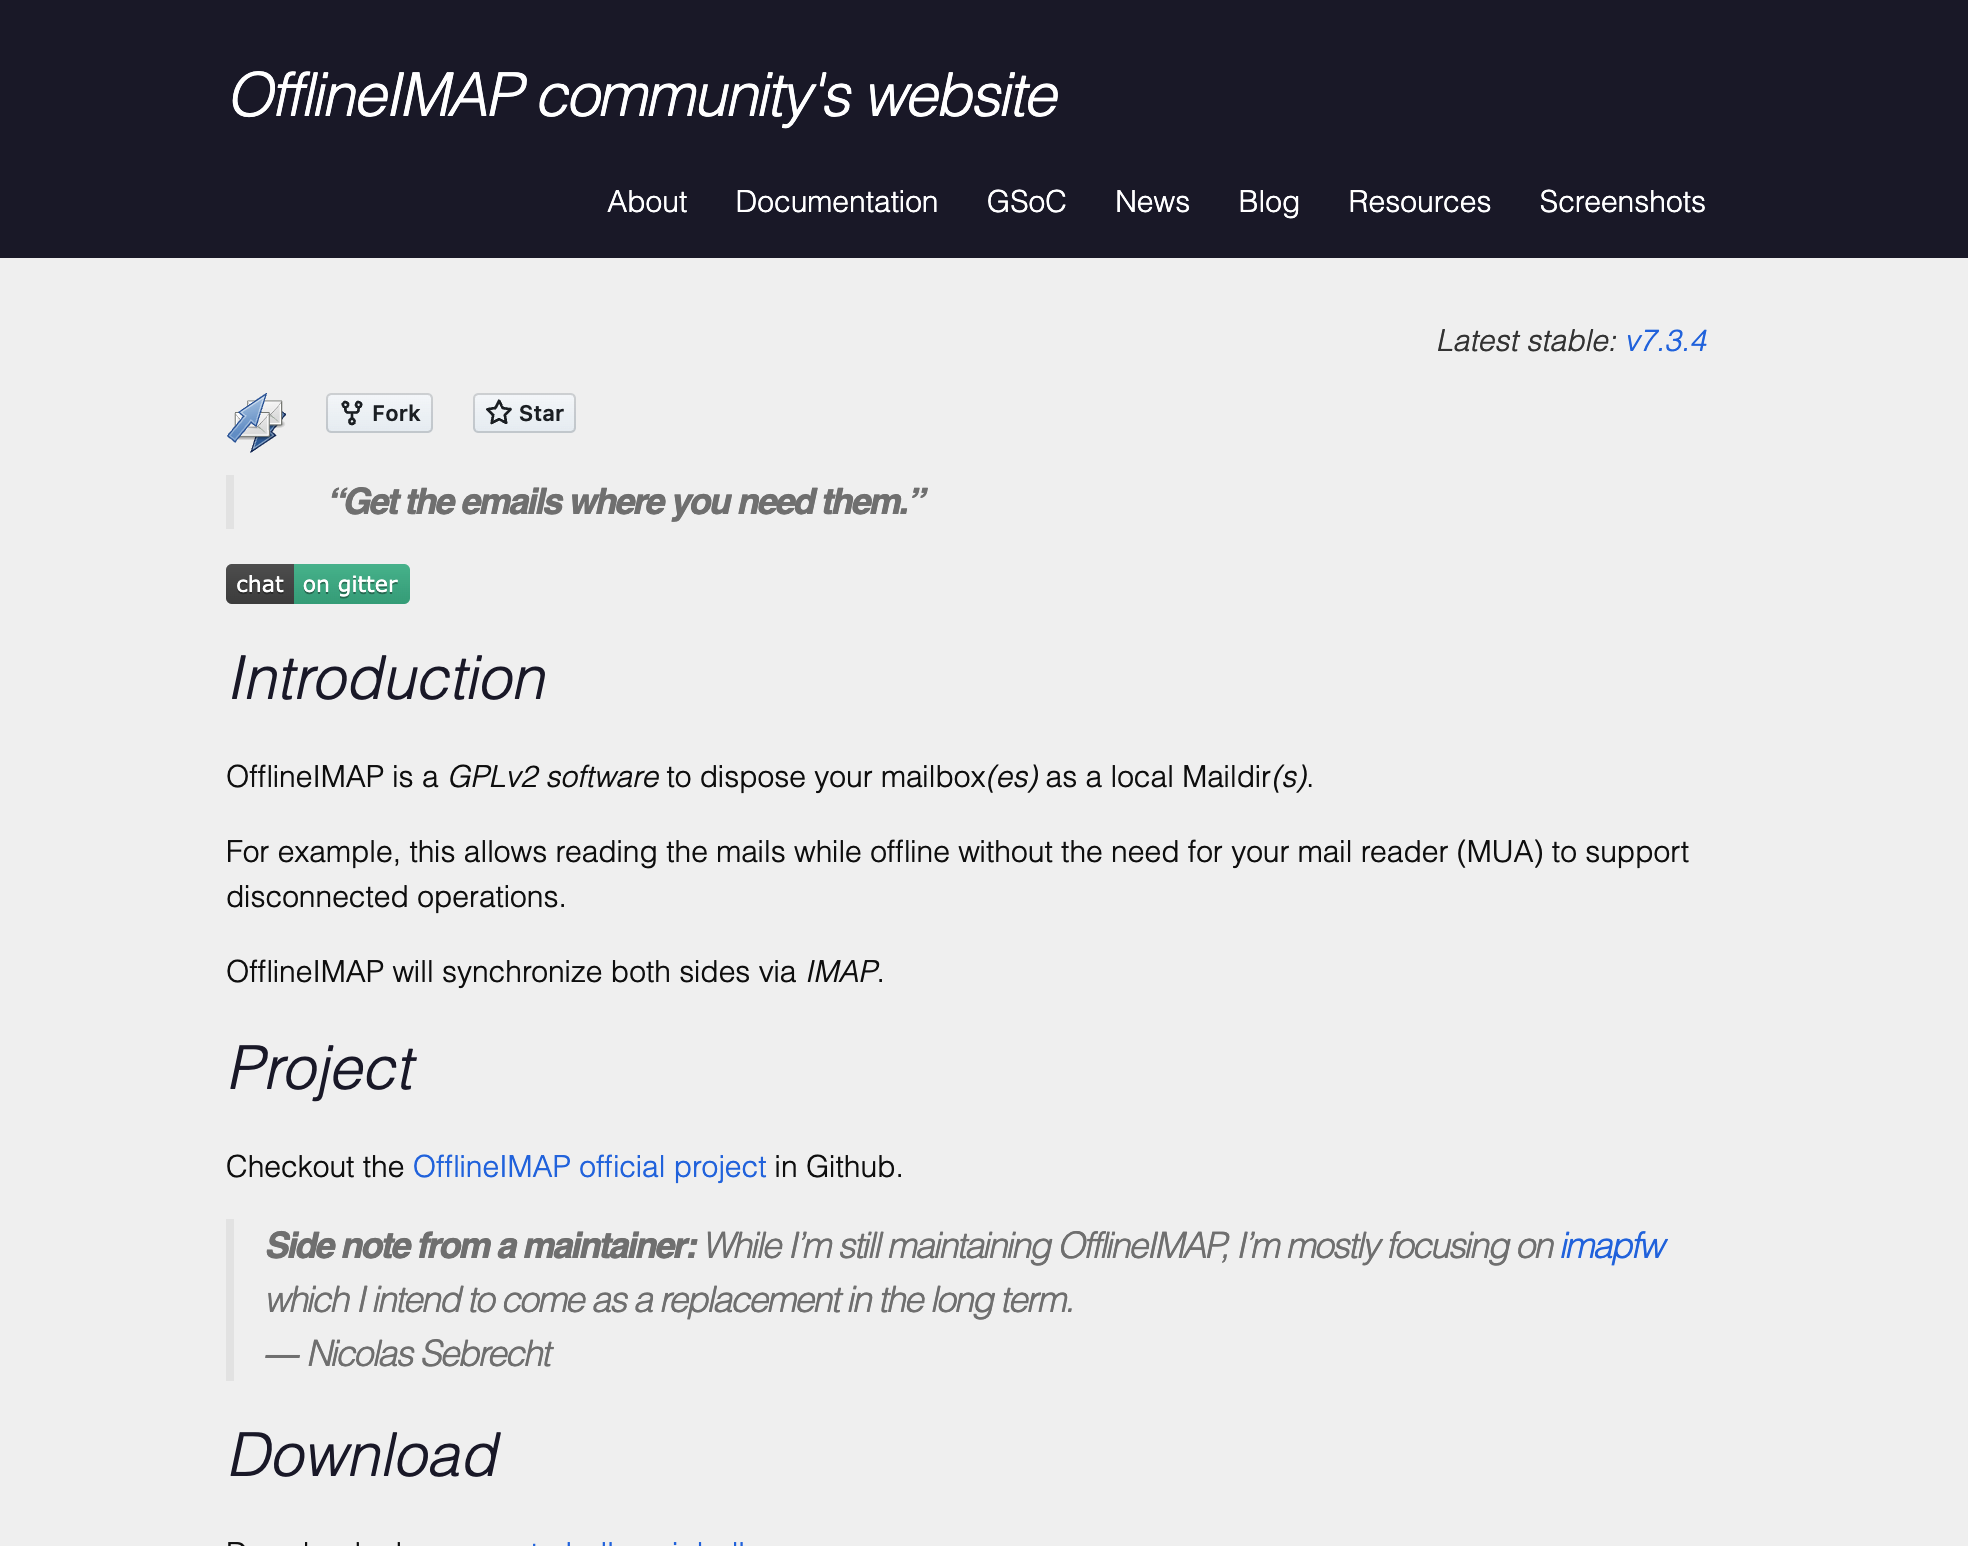 OfflineIMAP community's website
About Documentation GSoC News Blog Resources Screenshots
Latest stable: v7.3.4
Fork Star
“Get the emails where you need them.”
chat on gitter
Introduction
OfflineIMAP is a GPLv2 software to dispose your mailbox(es) as a local Maildir(s).
For example, this allows reading the mails while offline without the need for your mail reader (MUA) to support
disconnected operations.
OfflineIMAP will synchronize both sides via IMAP.
Project
Checkout the OfflineIMAP official project in Github.
Side note from a maintainer: While I’m still maintaining OfflineIMAP, I’m mostly focusing on imapfw
which I intend to come as a replacement in the long term.
— Nicolas Sebrecht
Download